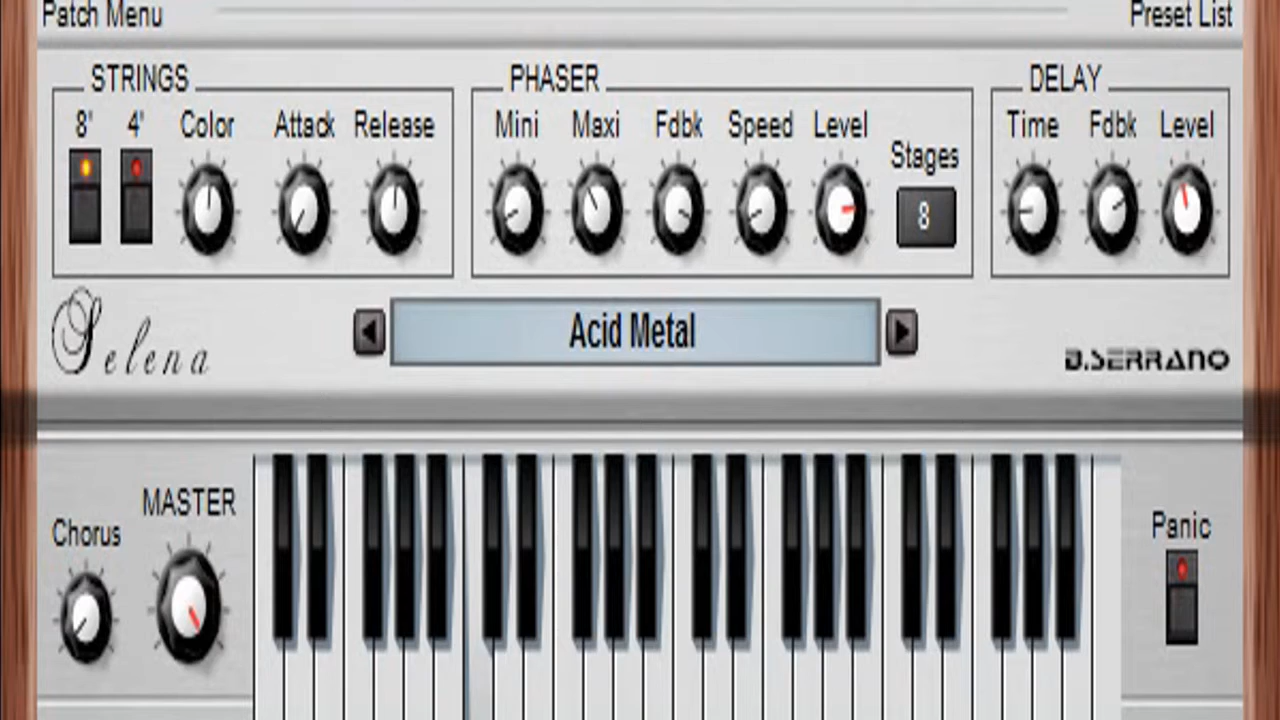 Patch Menu Preset List
STRINGS PHASER DELAY
8' 4' Color Attack Release Mini Maxi Fdbk Speed Level Stages Time Fdbk Level
8
Selena
Acid Metal
B.SERRANO
MASTER
Chorus
Panic